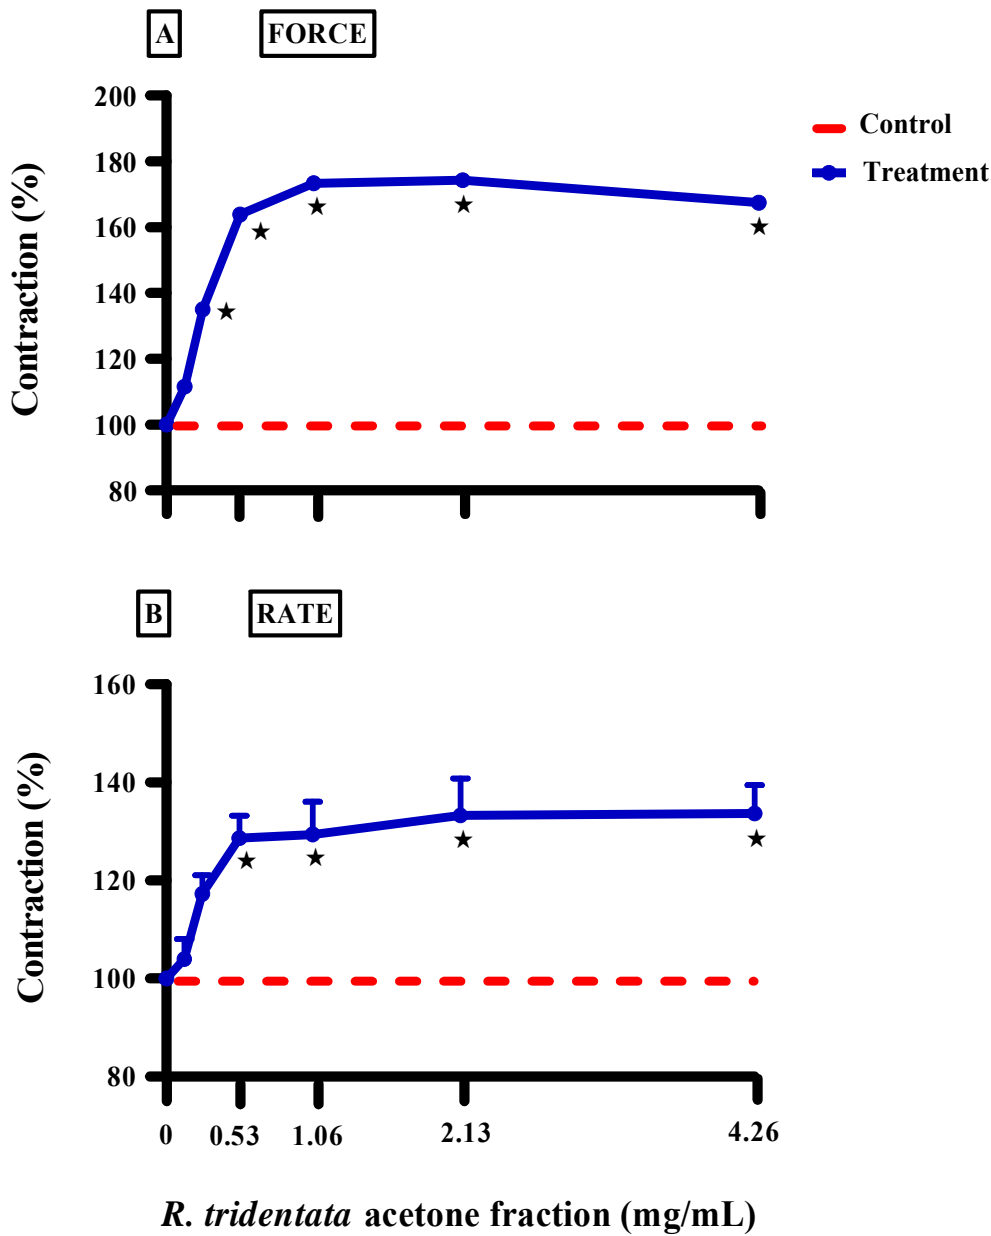 A FORCE
200
180
160
140
120
100
80
Contraction (%)
Control
Treatment
B RATE
160
140
120
100
80
Contraction (%)
0 0.53 1.06 2.13 4.26
R. tridentata acetone fraction (mg/mL)